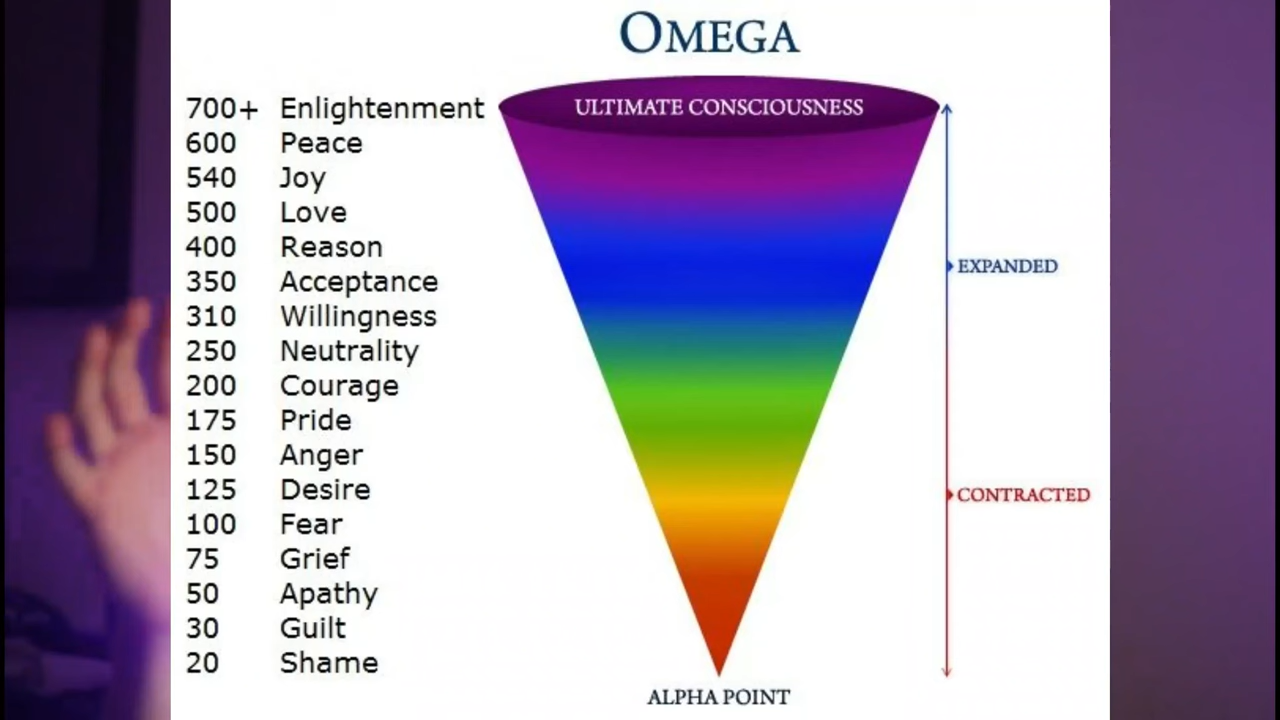 OMEGA
700+ Enlightenment
ULTIMATE CONSCIOUSNESS
600 Peace
540 Joy
500 Love
400 Reason
EXPANDED
350 Acceptance
310 Willingness
250 Neutrality
200 Courage
175 Pride
150 Anger
125 Desire
CONTRACTED
100 Fear
75 Grief
50 Apathy
30 Guilt
20 Shame
ALPHA POINT